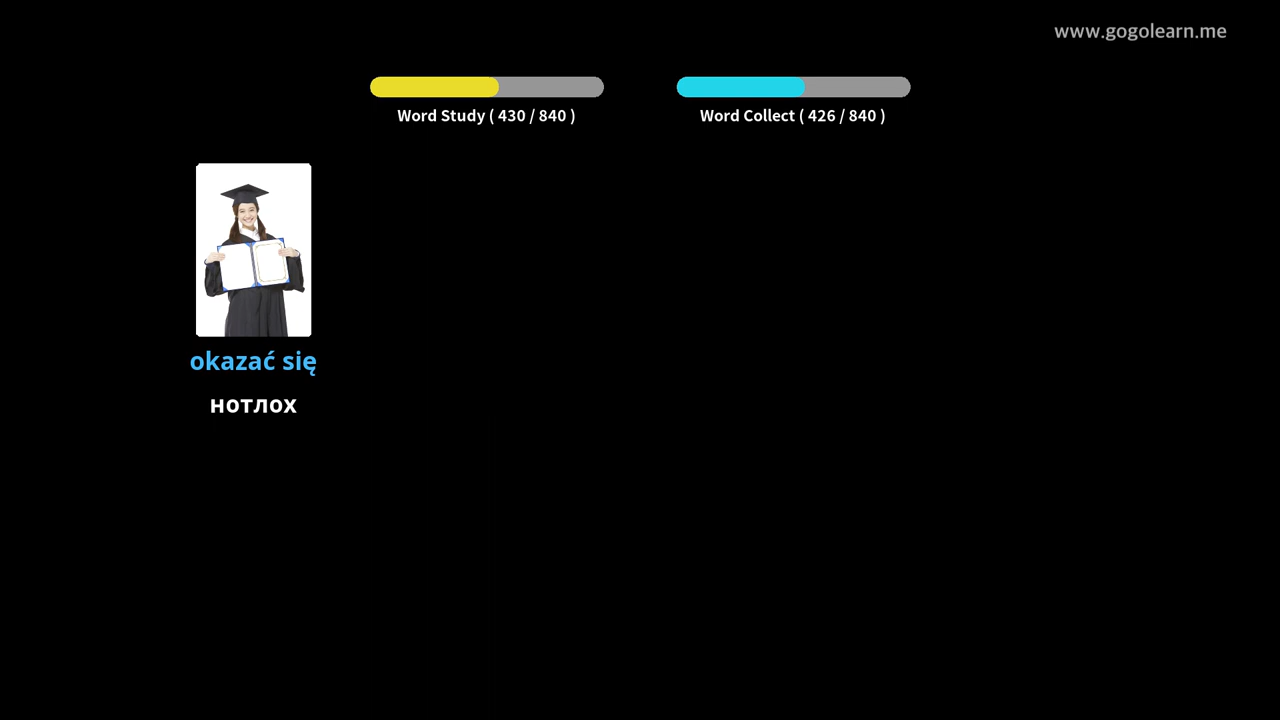 www.gogolearn.me
Word Study ( 430 / 840 )
Word Collect ( 426 / 840 )
okazać się
нотлох